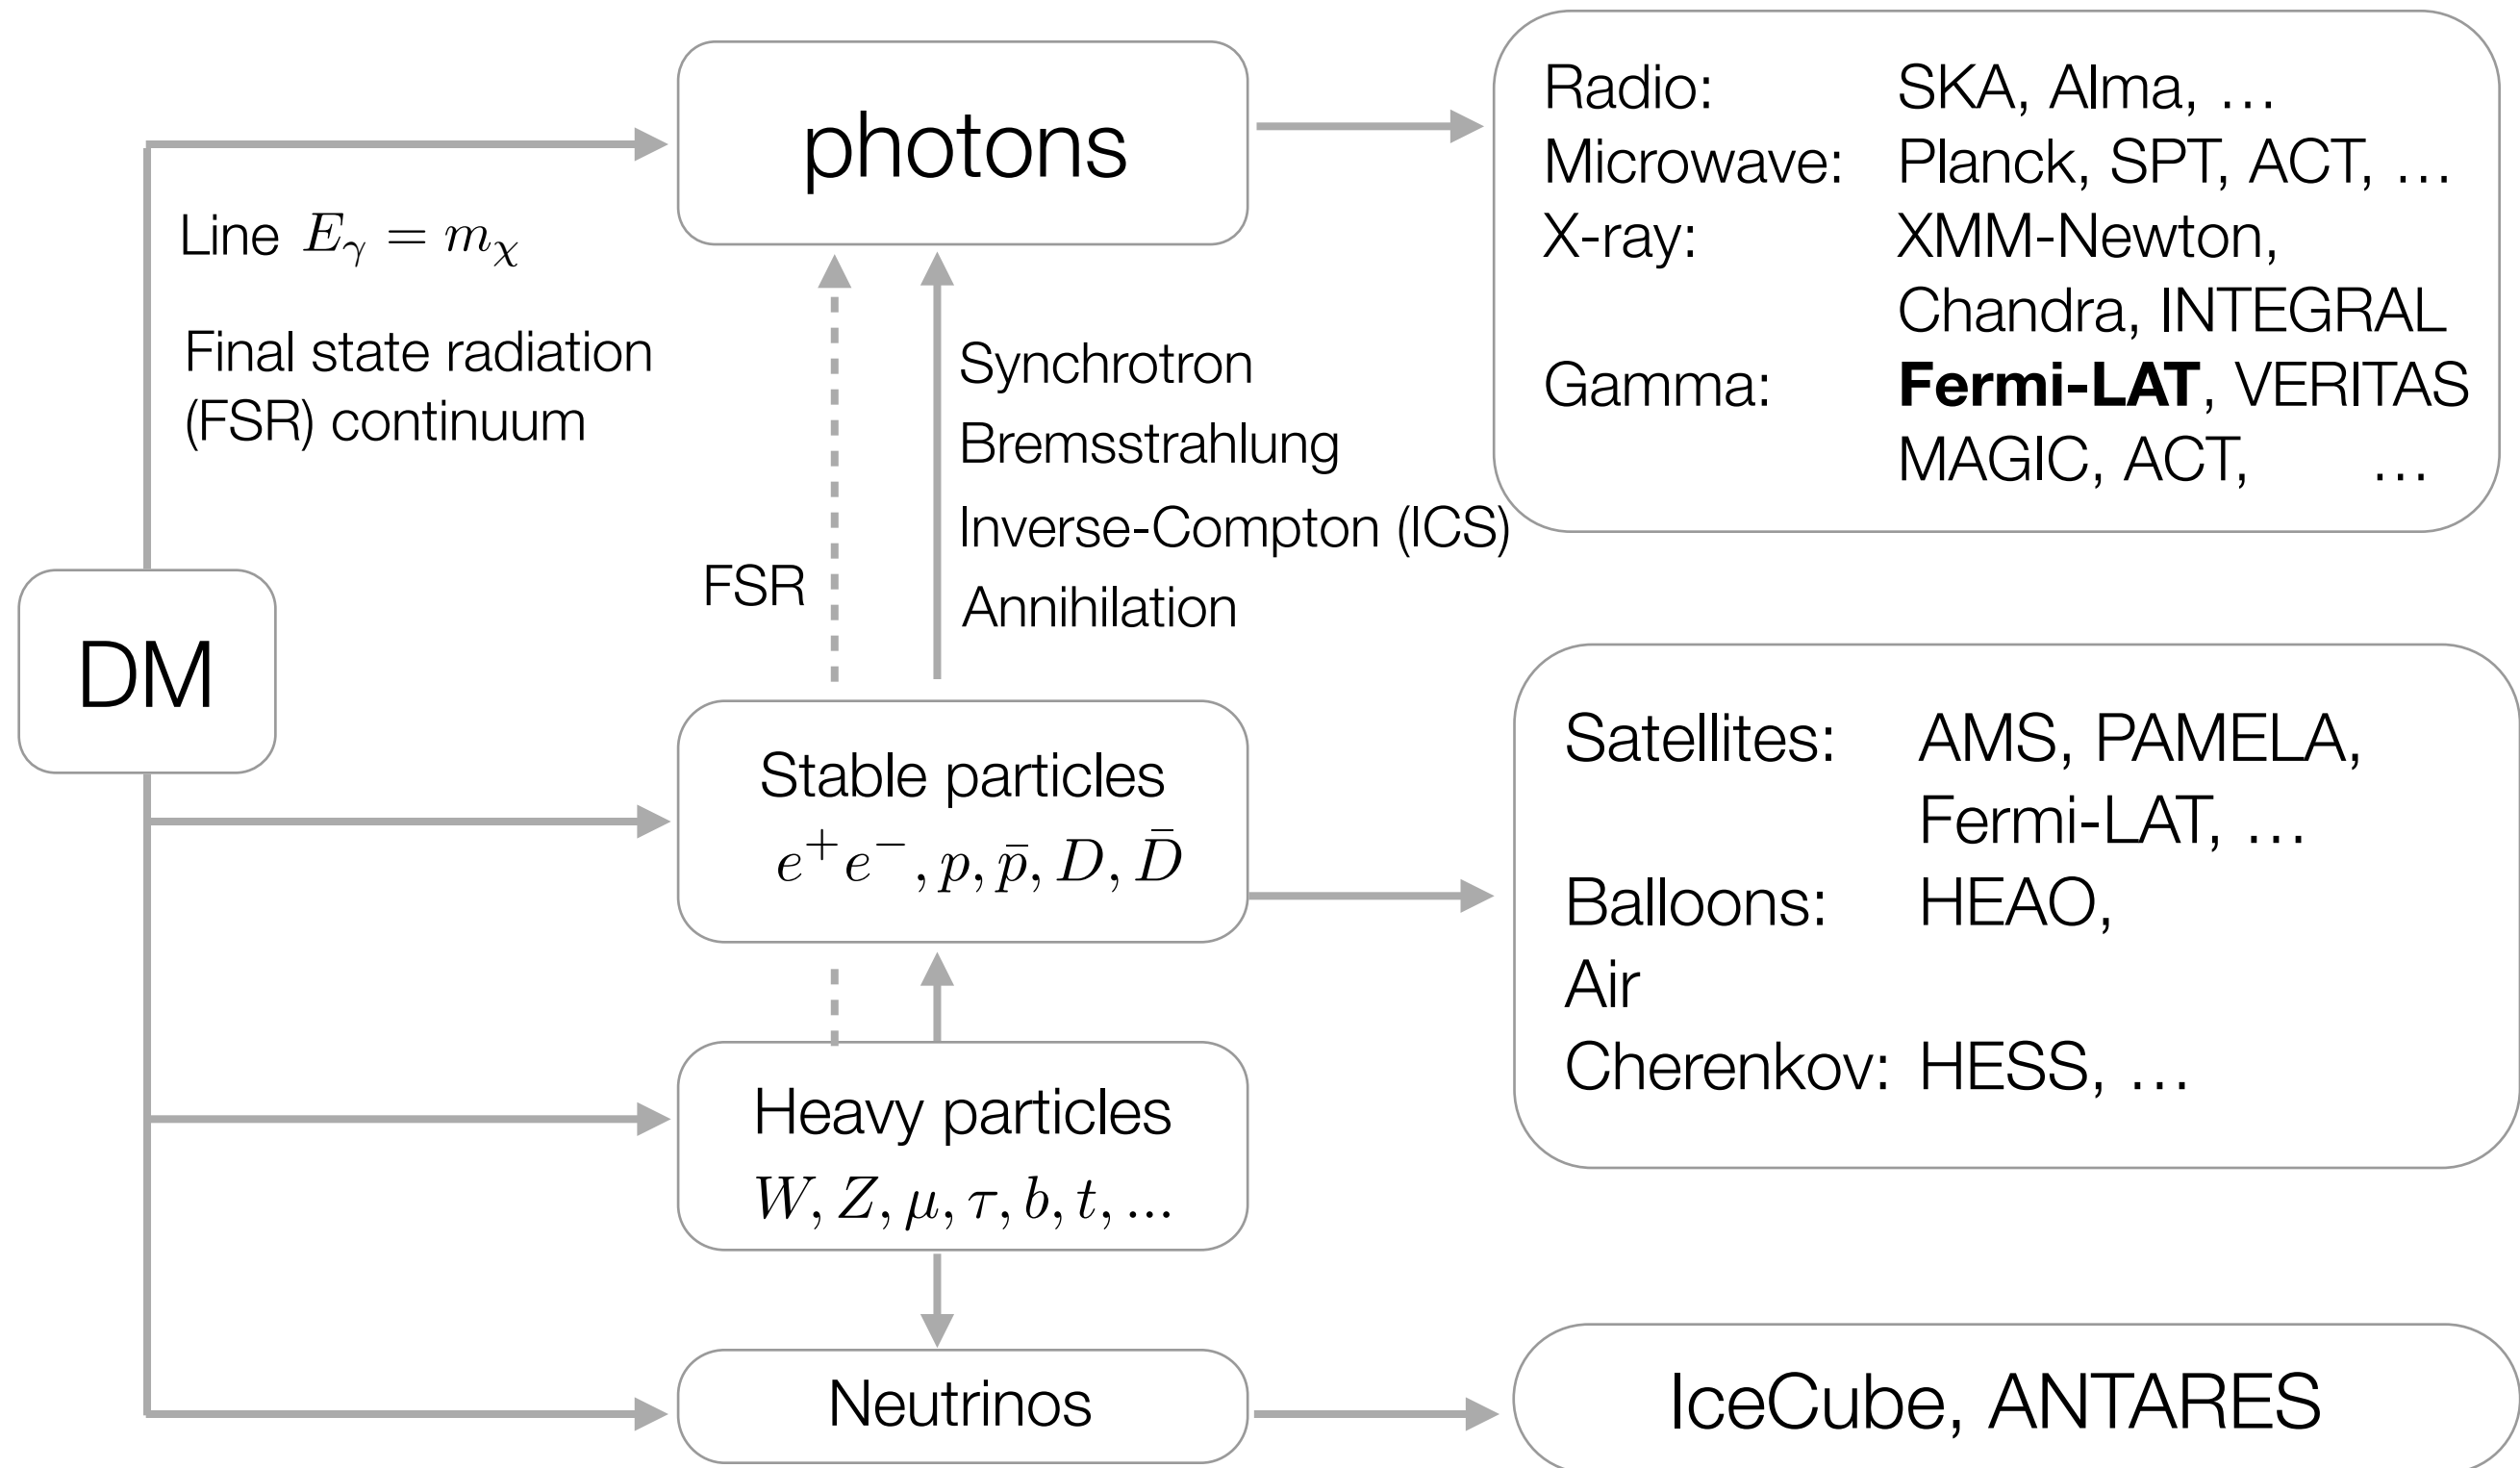 photons
Line E_γ = m_χ
Final state radiation
(FSR) continuum
DM
FSR
Synchrotron
Bremsstrahlung
Inverse-Compton (ICS)
Annihilation
Stable particles
e⁺e⁻, p, p̄, D, D̄
Heavy particles
W, Z, μ, τ, b, t, ...
Neutrinos
Radio: SKA, Alma, …
Microwave: Planck, SPT, ACT, …
X-ray: XMM-Newton,
Chandra, INTEGRAL
Gamma: Fermi-LAT, VERITAS
MAGIC, ACT, …
Satellites: AMS, PAMELA,
Fermi-LAT, …
Balloons: HEAO,
Air
Cherenkov: HESS, …
IceCube, ANTARES